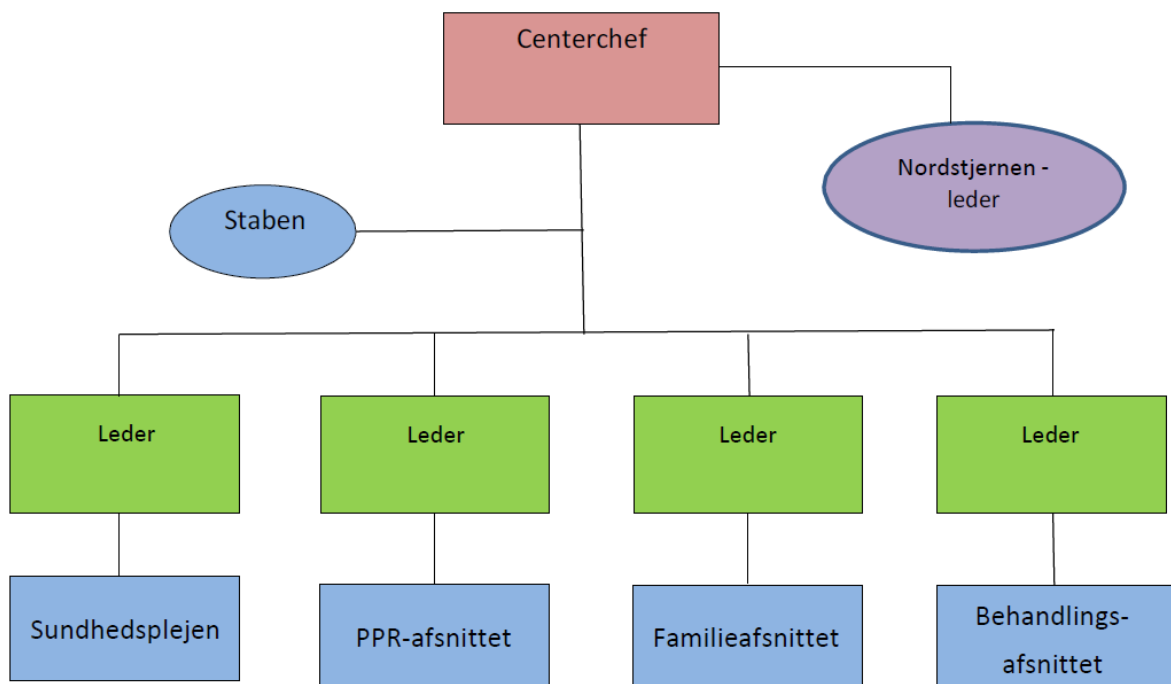 Centerchef
Nordstjernen -
leder
Staben
Leder
Leder
Leder
Leder
Sundhedsplejen
PPR-afsnittet
Familieafsnittet
Behandlings-
afsnittet